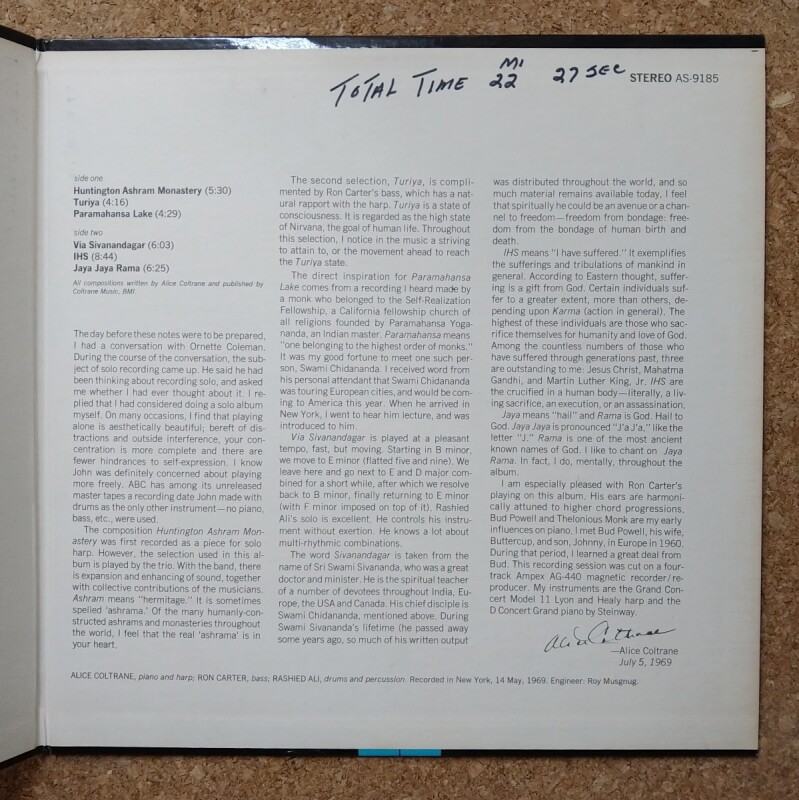 TOTAL TIME 22 MI 27 SEC
STEREO AS-9185
side one
Huntington Ashram Monastery (5:30)
Turiya (4:16)
Paramahansa Lake (4:29)
side two
Via Sivanandagar (6:03)
IHS (8:44)
Jaya Jaya Rama (6:25)
All compositions written by Alice Coltrane and published by
Coltrane Music, BMI.
The day before these notes were to be prepared,
I had a conversation with Ornette Coleman.
During the course of the conversation, the sub-
ject of solo recording came up. He said he had
been thinking about recording solo, and asked
me whether I had ever thought about it. I re-
plied that I had considered doing a solo album
myself. On many occasions, I find that playing
alone is aesthetically beautiful; bereft of dis-
tractions and outside interference, your con-
centration is more complete and there are
fewer hindrances to self-expression. I know
John was definitely concerned about playing
more freely. ABC has among its unreleased
master tapes a recording date John made with
drums as the only other instrument—no piano,
bass, etc., were used.
The composition Huntington Ashram Mon-
astery was first recorded as a piece for solo
harp. However, the selection used in this al-
bum is played by the trio. With the band, there
is expansion and enhancing of sound, together
with collective contributions of the musicians.
Ashram means "hermitage." It is sometimes
spelled 'ashrama.' Of the many humanly-con-
structed ashrams and monasteries throughout
the world, I feel that the real 'ashrama' is in
your heart.
The second selection, Turiya, is compli-
mented by Ron Carter's bass, which has a nat-
ural rapport with the harp. Turiya is a state of
consciousness. It is regarded as the high state
of Nirvana, the goal of human life. Throughout
this selection, I notice in the music a striving
to attain to, or the movement ahead to reach
the Turiya state.
The direct inspiration for Paramahansa
Lake comes from a recording I heard made by
a monk who belonged to the Self-Realization
Fellowship, a California fellowship church of
all religions founded by Paramahansa Yoga-
nanda, an Indian master. Paramahansa means
"one belonging to the highest order of monks."
It was my good fortune to meet one such per-
son, Swami Chidananda. I received word from
his personal attendant that Swami Chidananda
was touring European cities, and would be com-
ing to America this year. When he arrived in
New York, I went to hear him lecture, and was
introduced to him.
Via Sivanandagar is played at a pleasant
tempo, fast, but moving. Starting in B minor,
we move to E minor (flatted five and nine). We
leave here and go next to E and D major com-
bined for a short while, after which we resolve
back to B minor, finally returning to E minor
(with F minor imposed on top of it). Rashied
Ali's solo is excellent. He controls his instru-
ment without exertion. He knows a lot about
multi-rhythmic combinations.
The word Sivanandagar is taken from the
name of Sri Swami Sivananda, who was a great
doctor and minister. He is the spiritual teacher
of a number of devotees throughout India, Eu-
rope, the USA and Canada. His chief disciple is
Swami Chidananda, mentioned above. During
Swami Sivananda's lifetime (he passed away
some years ago, so much of his written output
was distributed throughout the world, and so
much material remains available today, I feel
that spiritually he could be an avenue or a chan-
nel to freedom—freedom from bondage: free-
dom from the bondage of human birth and
death.
IHS means "I have suffered." It exemplifies
the sufferings and tribulations of mankind in
general. According to Eastern thought, suffer-
ing is a gift from God. Certain individuals suf-
fer to a greater extent, more than others, de-
pending upon Karma (action in general). The
highest of these individuals are those who sac-
rifice themselves for humanity and love of God.
Among the countless numbers of those who
have suffered through generations past, three
are outstanding to me: Jesus Christ, Mahatma
Gandhi, and Martin Luther King, Jr. IHS are
the crucified in a human body—literally, a liv-
ing sacrifice, an execution, or an assassination.
Jaya means "hail" and Rama is God. Hail to
God. Jaya Jaya is pronounced "J'a J'a," like the
letter "J." Rama is one of the most ancient
known names of God. I like to chant on Jaya
Rama. In fact, I do, mentally, throughout the
album.
I am especially pleased with Ron Carter's
playing on this album. His ears are harmoni-
cally attuned to higher chord progressions.
Bud Powell and Thelonious Monk are my early
influences on piano. I met Bud Powell, his wife,
Buttercup, and son, Johnny, in Europe in 1960.
During that period, I learned a great deal from
Bud. This recording session was cut on a four-
track Ampex AG-440 magnetic recorder/re-
producer. My instruments are the Grand Con-
cert Model 11 Lyon and Healy harp and the
D Concert Grand piano by Steinway.
Alice Coltrane
—Alice Coltrane
July 5, 1969
ALICE COLTRANE, piano and harp; RON CARTER, bass; RASHIED ALI, drums and percussion. Recorded in New York, 14 May, 1969. Engineer: Roy Musgnug.